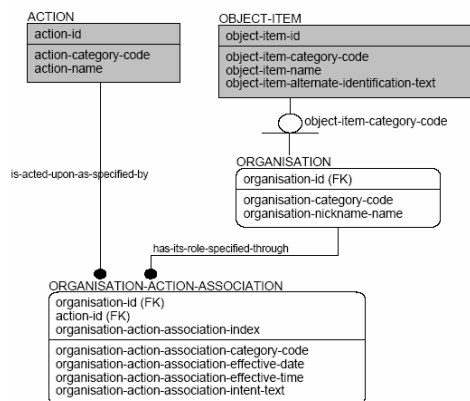 ACTION
action-id
action-category-code
action-name
OBJECT-ITEM
object-item-id
object-item-category-code
object-item-name
object-item-alternate-identification-text
object-item-category-code
is-acted-upon-as-specified-by
ORGANISATION
organisation-id (FK)
organisation-category-code
organisation-nickname-name
has-its-role-specified-through
ORGANISATION-ACTION-ASSOCIATION
organisation-id (FK)
action-id (FK)
organisation-action-association-index
organisation-action-association-category-code
organisation-action-association-effective-date
organisation-action-association-effective-time
organisation-action-association-intent-text